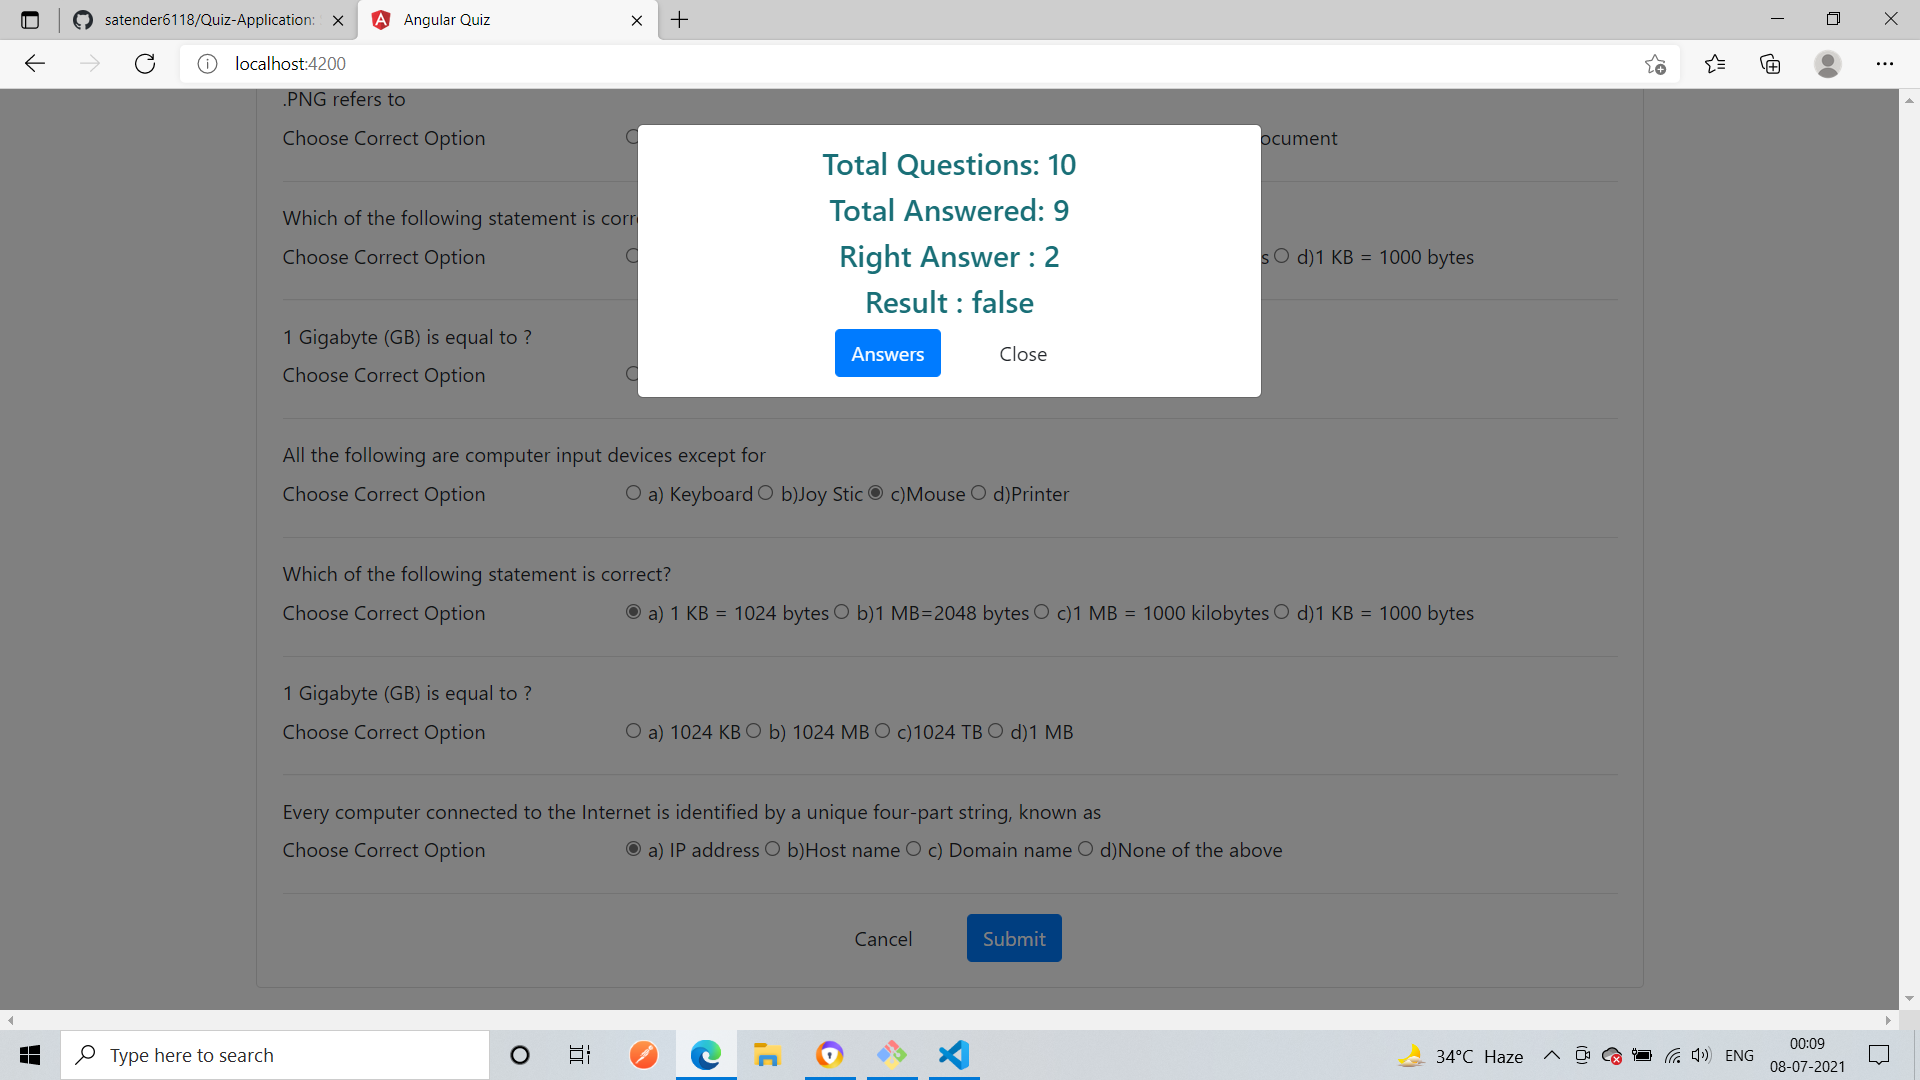 satender6118/Quiz-Application:
Angular Quiz
localhost:4200
.PNG refers to
Choose Correct Option
ocument
Total Questions: 10
Total Answered: 9
Right Answer : 2
Result : false
Answers Close
Which of the following statement is corr
Choose Correct Option s d)1 KB = 1000 bytes
1 Gigabyte (GB) is equal to ?
Choose Correct Option
All the following are computer input devices except for
Choose Correct Option a) Keyboard b)Joy Stic c)Mouse d)Printer
Which of the following statement is correct?
Choose Correct Option a) 1 KB = 1024 bytes b)1 MB=2048 bytes c)1 MB = 1000 kilobytes d)1 KB = 1000 bytes
1 Gigabyte (GB) is equal to ?
Choose Correct Option a) 1024 KB b) 1024 MB c)1024 TB d)1 MB
Every computer connected to the Internet is identified by a unique four-part string, known as
Choose Correct Option a) IP address b)Host name c) Domain name d)None of the above
Cancel Submit
Type here to search
34°C Haze
ENG
00:09
08-07-2021